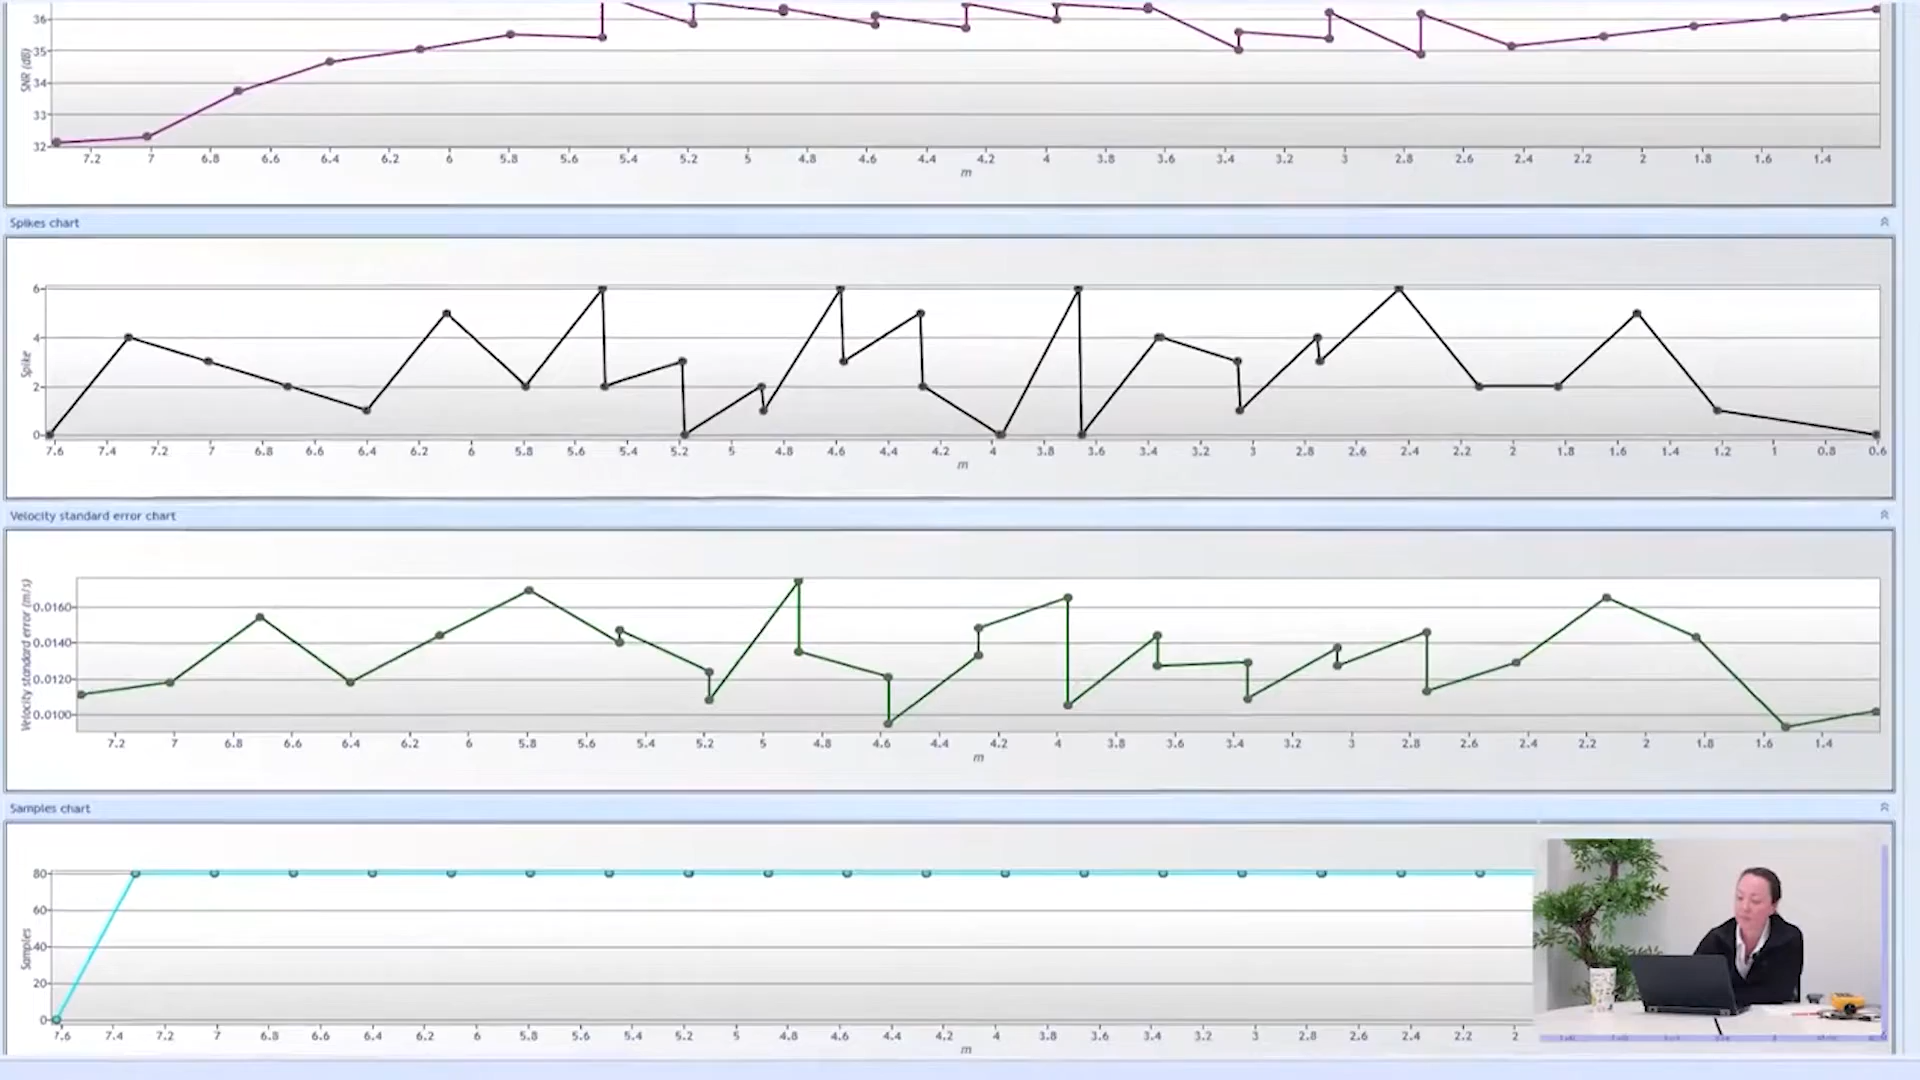 SNR (dB)
36
35
34
33
32
7.2 7 6.8 6.6 6.4 6.2 6 5.8 5.6 5.4 5.2 5 4.8 4.6 4.4 4.2 4 3.8 3.6 3.4 3.2 3 2.8 2.6 2.4 2.2 2 1.8 1.6 1.4
m
Spikes chart
Spike
6
4
2
0
7.6 7.4 7.2 7 6.8 6.6 6.4 6.2 6 5.8 5.6 5.4 5.2 5 4.8 4.6 4.4 4.2 4 3.8 3.6 3.4 3.2 3 2.8 2.6 2.4 2.2 2 1.8 1.6 1.4 1.2 1 0.8 0.6
m
Velocity standard error chart
Velocity standard error (m/s)
0.0160
0.0140
0.0120
0.0100
7.2 7 6.8 6.6 6.4 6.2 6 5.8 5.6 5.4 5.2 5 4.8 4.6 4.4 4.2 4 3.8 3.6 3.4 3.2 3 2.8 2.6 2.4 2.2 2 1.8 1.6 1.4
m
Samples chart
Samples
80
60
40
20
0
7.6 7.4 7.2 7 6.8 6.6 6.4 6.2 6 5.8 5.6 5.4 5.2 5 4.8 4.6 4.4 4.2 4 3.8 3.6 3.4 3.2 3 2.8 2.6 2.4 2.2 2
m